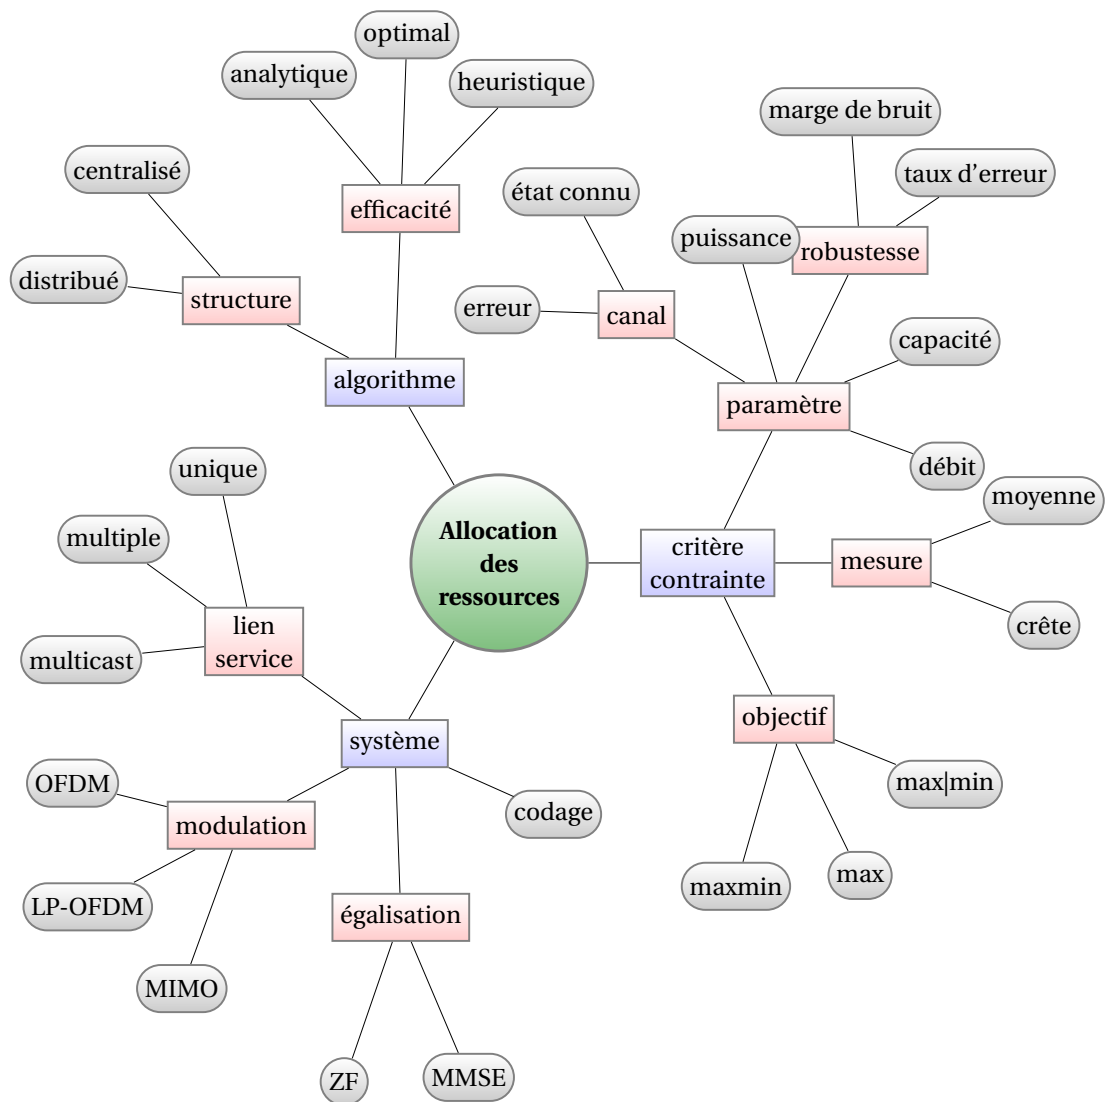 optimal
analytique
heuristique
marge de bruit
centralisé
taux d'erreur
état connu
efficacité
puissance
robustesse
distribué
structure
erreur
canal
capacité
algorithme
paramètre
débit
unique
moyenne
multiple
Allocation
des
ressources
critère
contrainte
mesure
lien
service
crête
multicast
objectif
système
OFDM
max|min
modulation
codage
maxmin
max
LP-OFDM
égalisation
MIMO
ZF
MMSE